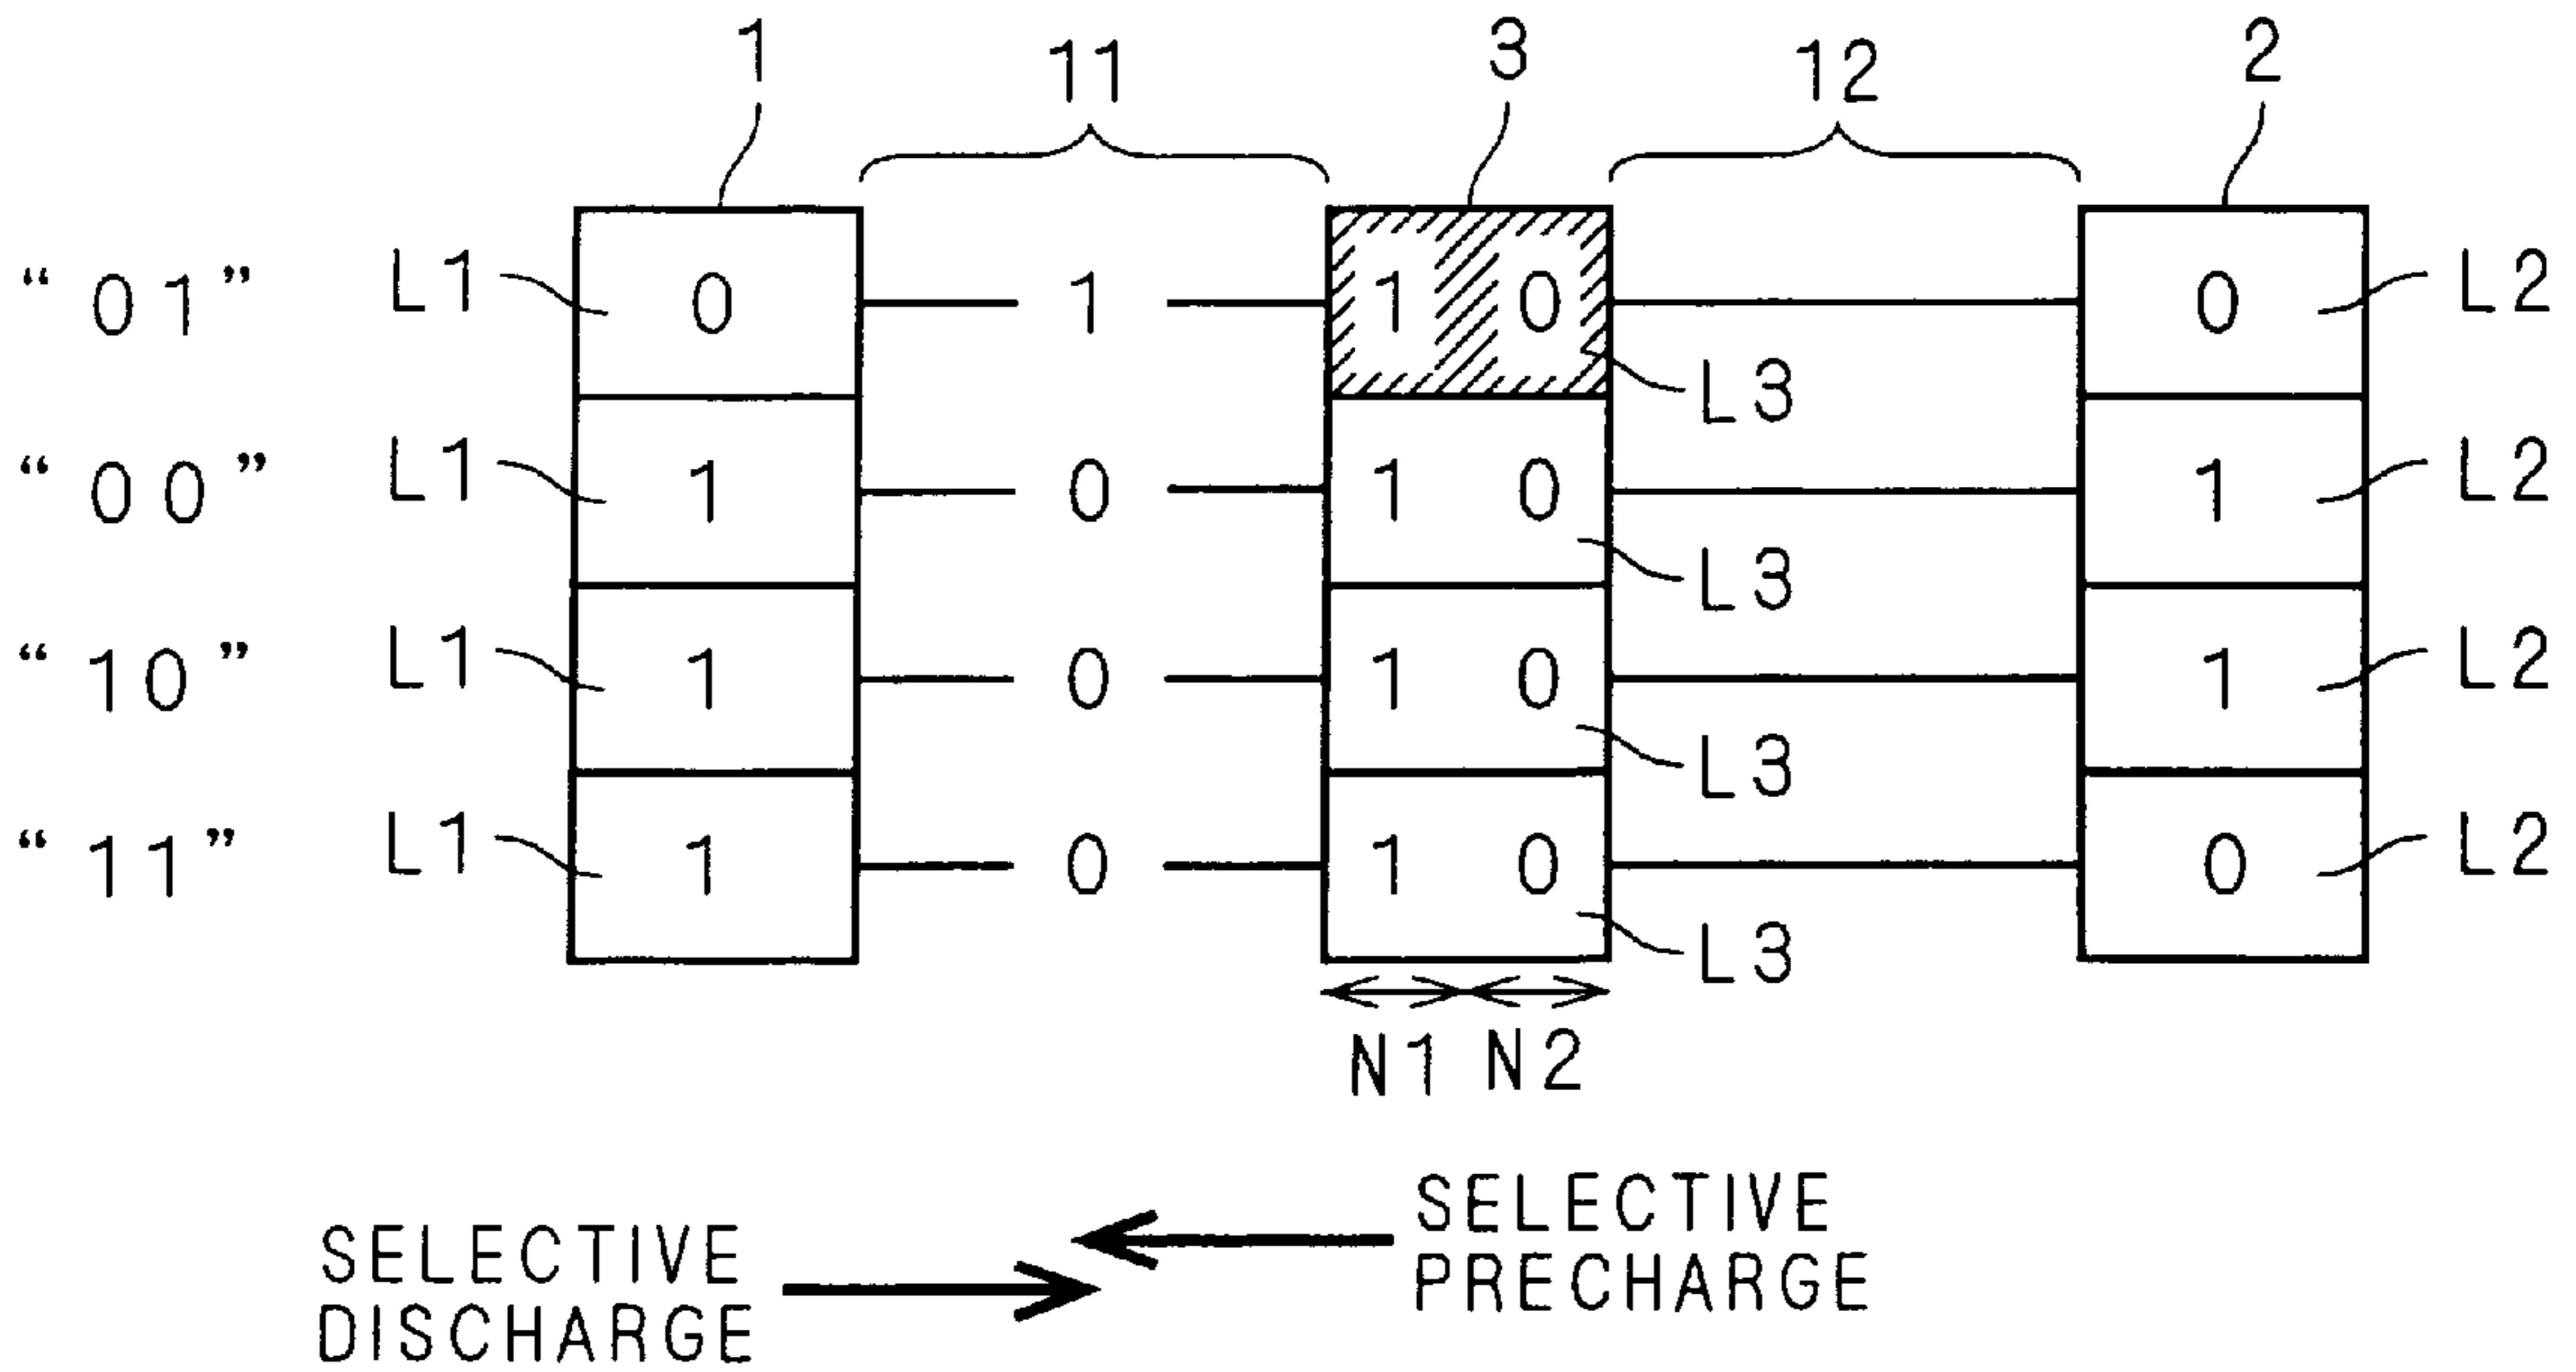 1 11 3 12 2
“01” L1 0 1 1 0 0 L2
L3
“00” L1 1 0 1 0 1 L2
L3
“10” L1 1 0 1 0 1 L2
L3
“11” L1 1 0 1 0 0 L2
L3
N1 N2
SELECTIVE
DISCHARGE
SELECTIVE
PRECHARGE